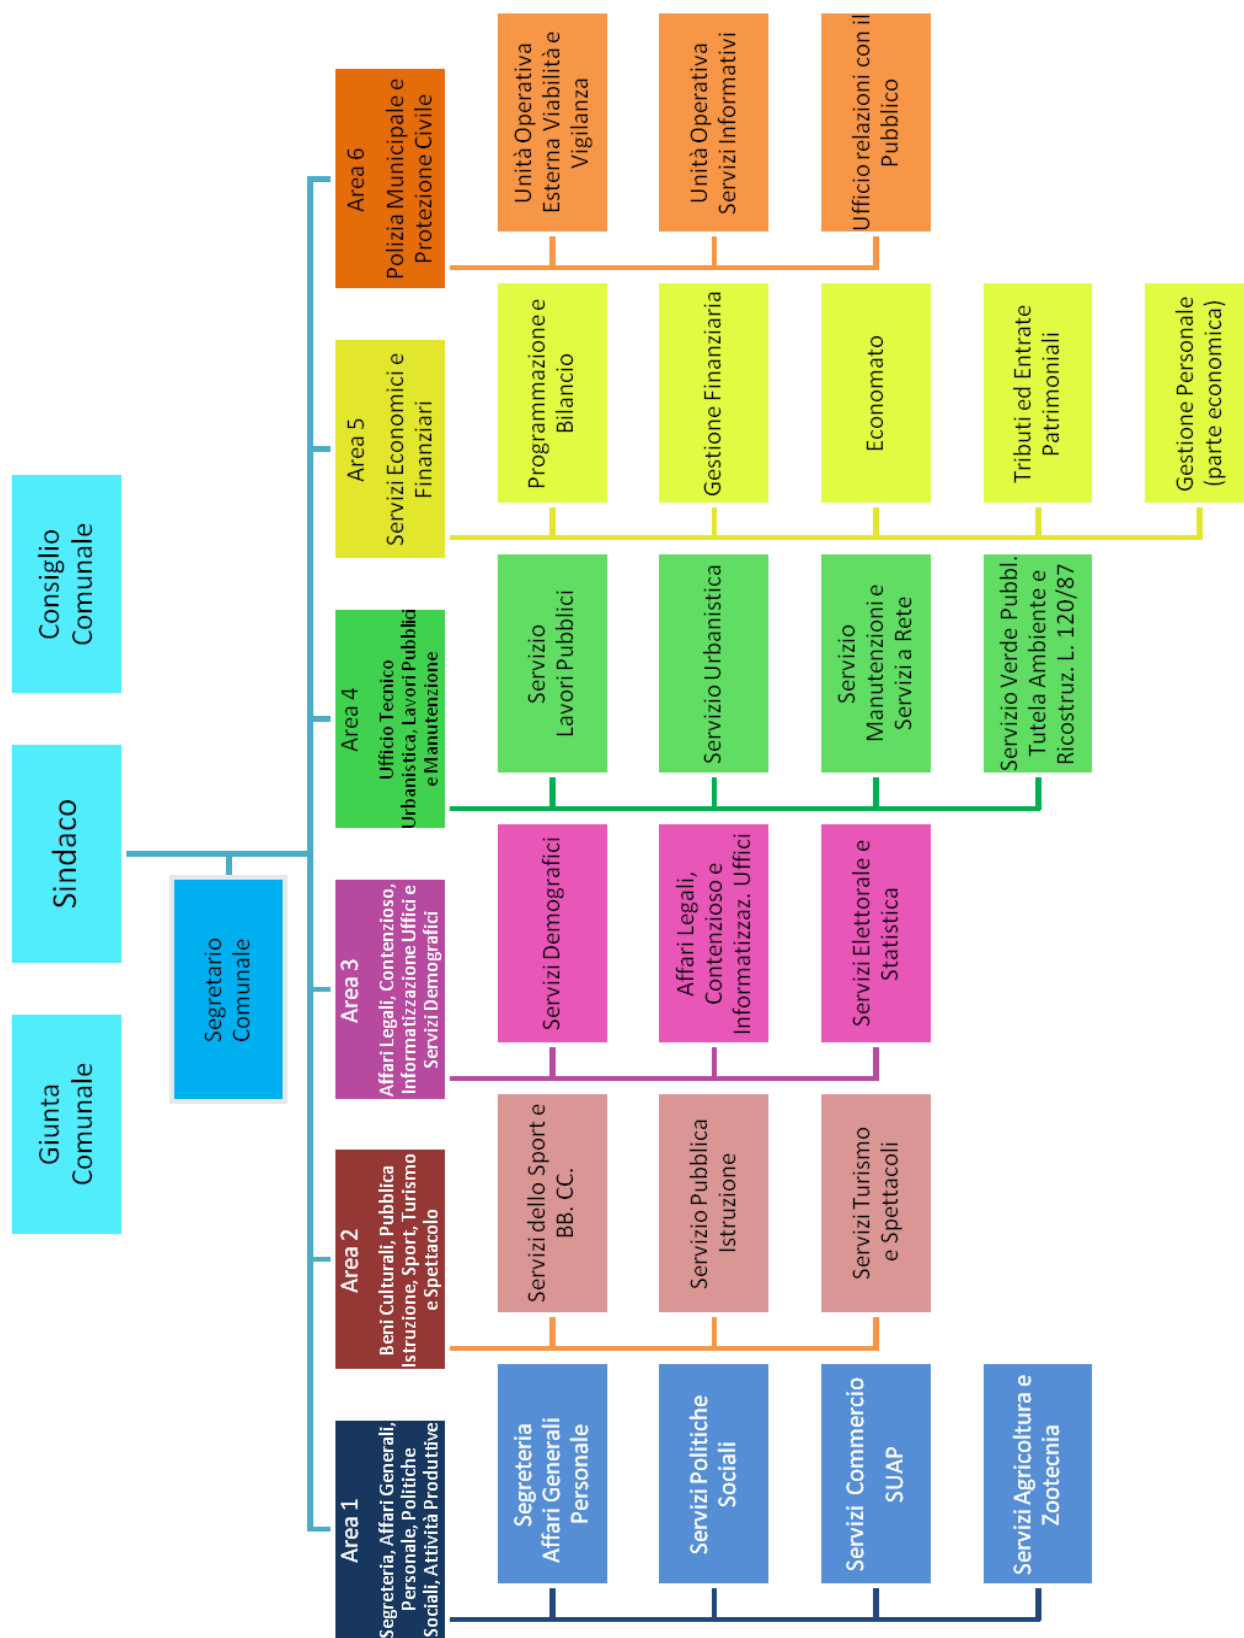 Giunta
Comunale
Sindaco
Consiglio
Comunale
Segretario
Comunale
Area 1
Segreteria, Affari Generali,
Personale, Politiche
Sociali, Attività Produttive
Segreteria
Affari Generali
Personale
Servizi Politiche
Sociali
Servizi Commercio
SUAP
Servizi Agricoltura e
Zootecnia
Area 2
Beni Culturali, Pubblica
Istruzione, Sport, Turismo
e Spettacolo
Servizi dello Sport e
BB. CC.
Servizio Pubblica
Istruzione
Servizi Turismo
e Spettacoli
Area 3
Affari Legali, Contenzioso,
Informatizzazione Uffici e
Servizi Demografici
Servizi Demografici
Affari Legali,
Contenzioso e
Informatizzaz. Uffici
Servizi Elettorale e
Statistica
Area 4
Ufficio Tecnico
Urbanistica, Lavori Pubblici
e Manutenzione
Servizio
Lavori Pubblici
Servizio Urbanistica
Servizio
Manutenzioni e
Servizi a Rete
Servizio Verde Pubbl.
Tutela Ambiente e
Ricostruz. L. 120/87
Area 5
Servizi Economici e
Finanziari
Programmazione e
Bilancio
Gestione Finanziaria
Economato
Tributi ed Entrate
Patrimoniali
Gestione Personale
(parte economica)
Area 6
Polizia Municipale e
Protezione Civile
Unità Operativa
Esterna Viabilità e
Vigilanza
Unità Operativa
Servizi Informativi
Ufficio relazioni con il
Pubblico